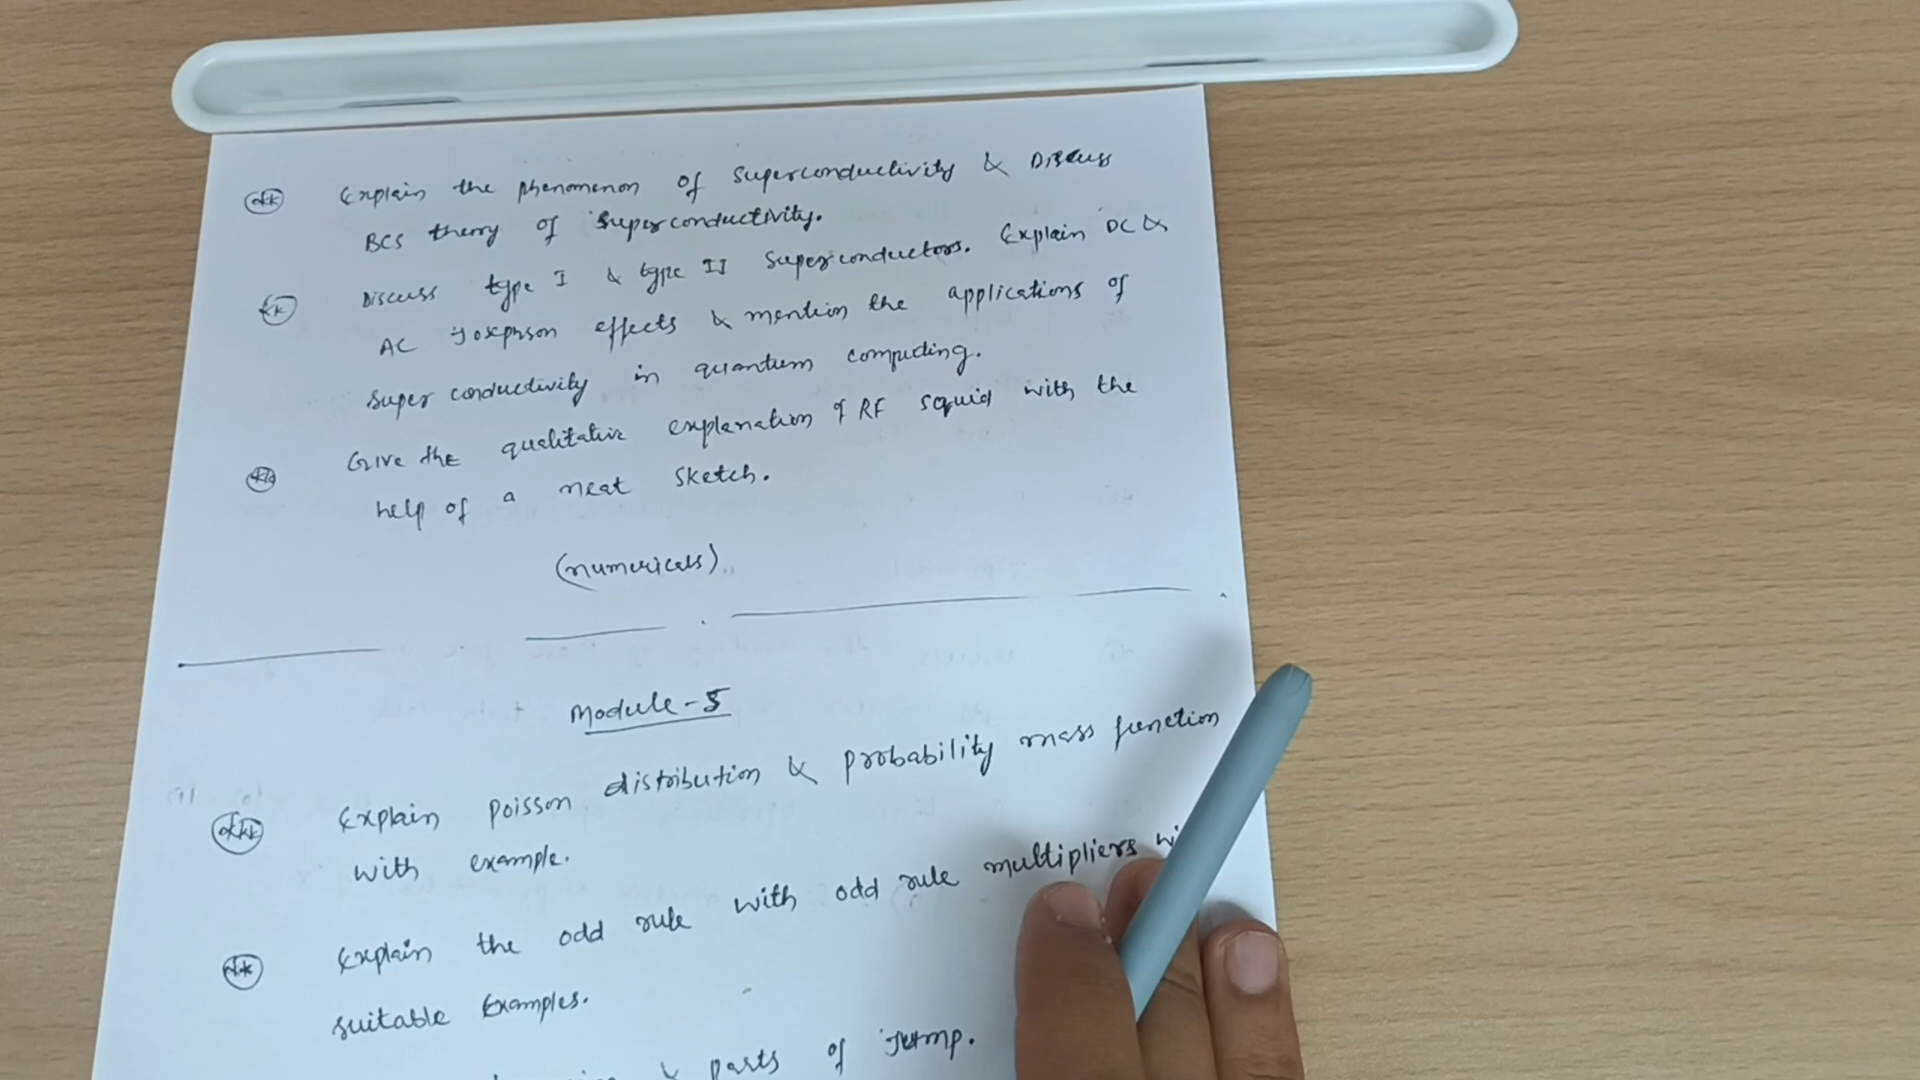 ** Explain the phenomenon of superconductivity & Discuss
BCS theory of superconductivity.
** Discuss type I & type II superconductors. Explain DC &
AC Josephson effects & mention the applications of
Super conductivity in quantum computing.
Give the qualitative explanation of RF squid with the
help of a neat sketch.
(numericals)
Module-5
*** Explain poisson distribution & probability mass function
with example.
** Explain the odd rule with odd rule multipliers
suitable Examples.
& parts of Jump.